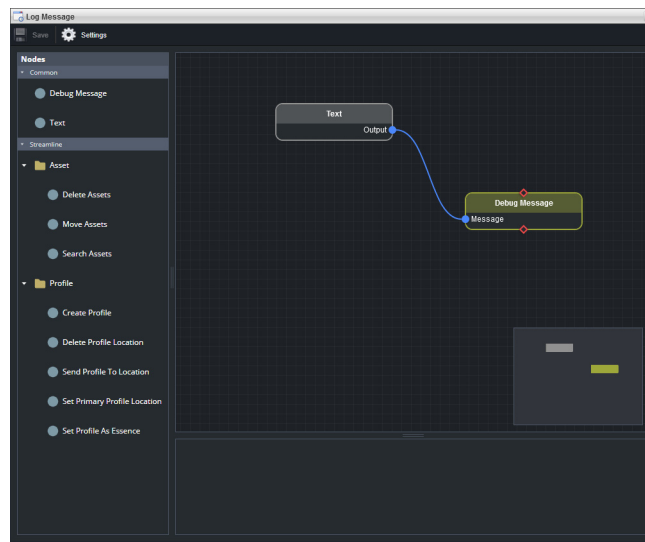 Log Message
Save
Settings
Nodes
Common
Debug Message
Text
Streamline
Asset
Delete Assets
Move Assets
Search Assets
Profile
Create Profile
Delete Profile Location
Send Profile To Location
Set Primary Profile Location
Set Profile As Essence
Text
Output
Debug Message
Message